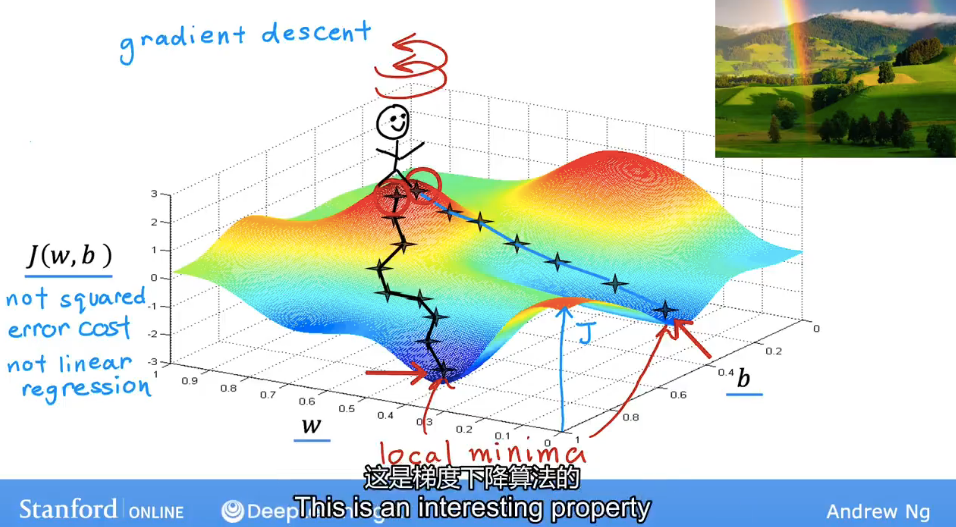 gradient descent
J(w, b)
not squared
error cost
not linear
regression
3
2
1
0
-1
-2
-3
1
0.9
0.8
0.7
0.6
0.5
0.4
0.3
0.2
0.1
0
w
1
0.8
0.6
0.4
0.2
0
b
J
local minima
这是梯度下降算法的
This is an interesting property
Stanford ONLINE
Andrew Ng